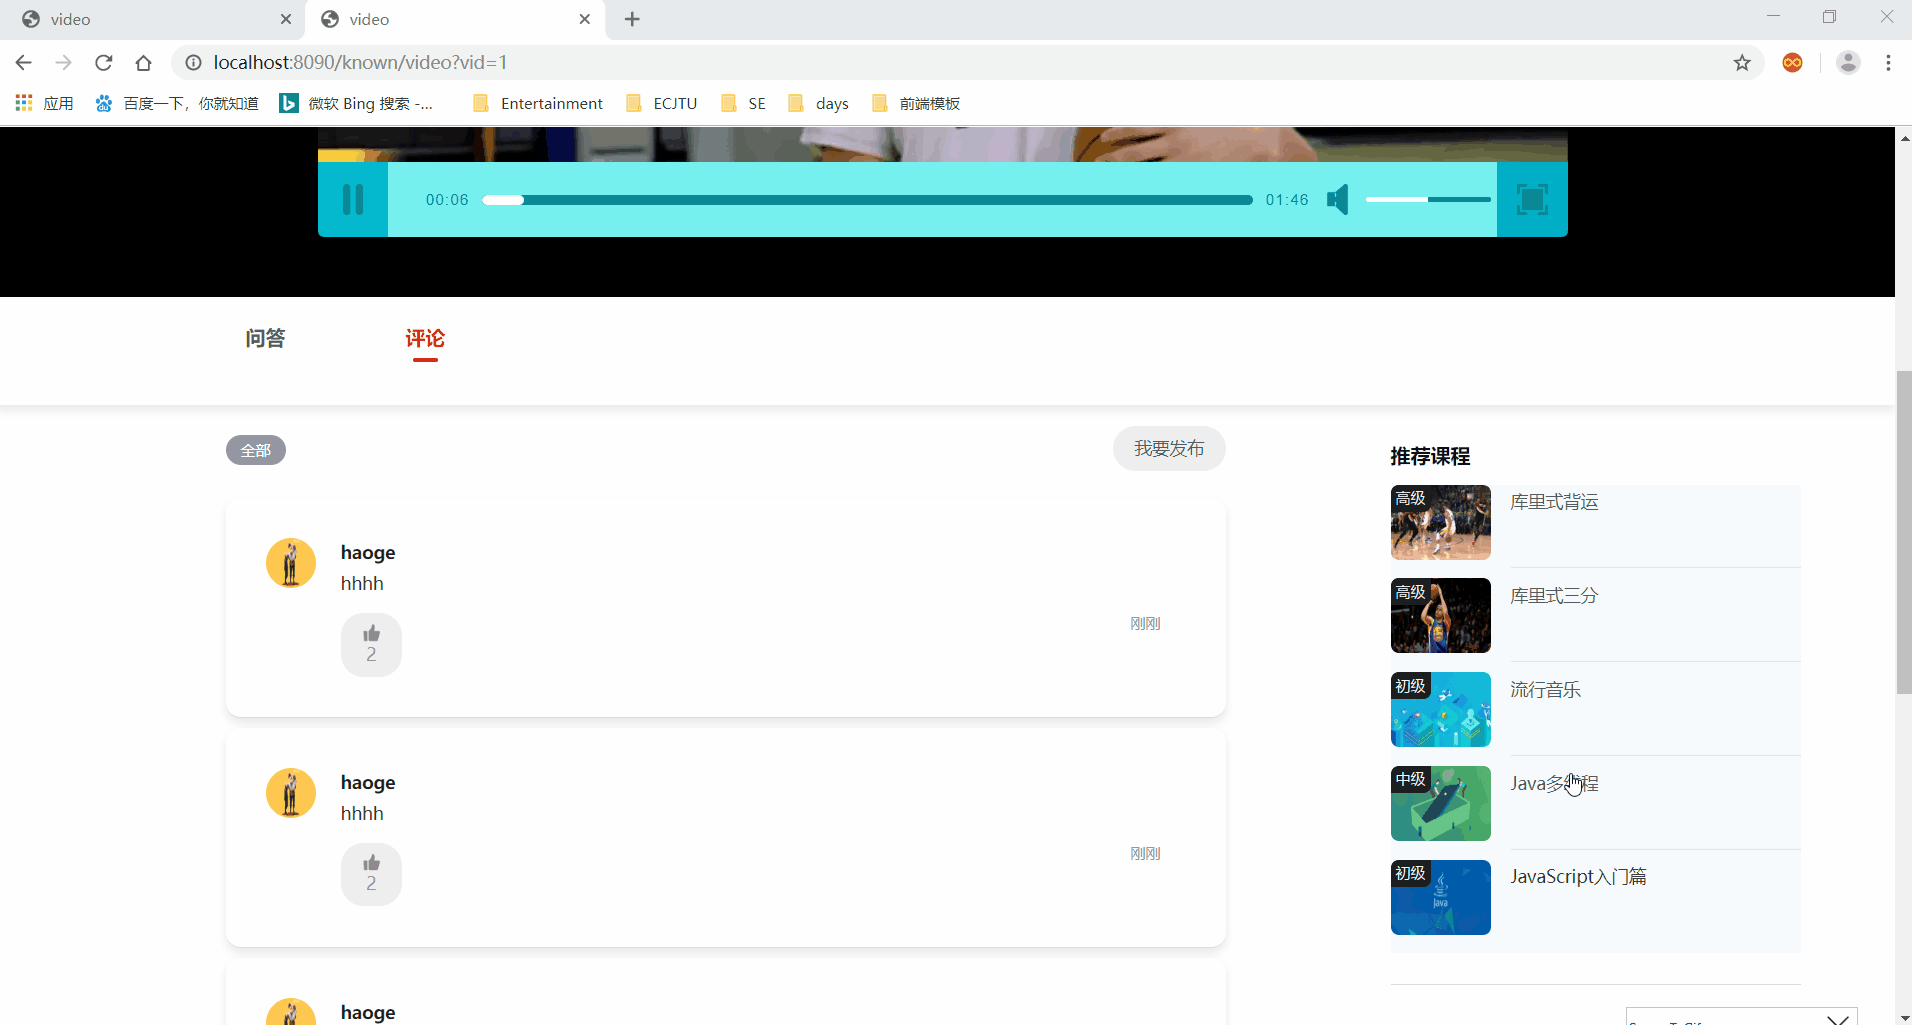 video
video
localhost:8090/known/video?vid=1
应用
百度一下，你就知道
微软 Bing 搜索 -...
Entertainment
ECJTU
SE
days
前端模板
00:06
01:46
问答
评论
全部
我要发布
haoge
hhhh
2
刚刚
haoge
hhhh
2
刚刚
haoge
推荐课程
高级
库里式背运
高级
库里式三分
初级
流行音乐
中级
Java多线程
初级
Java
JavaScript入门篇